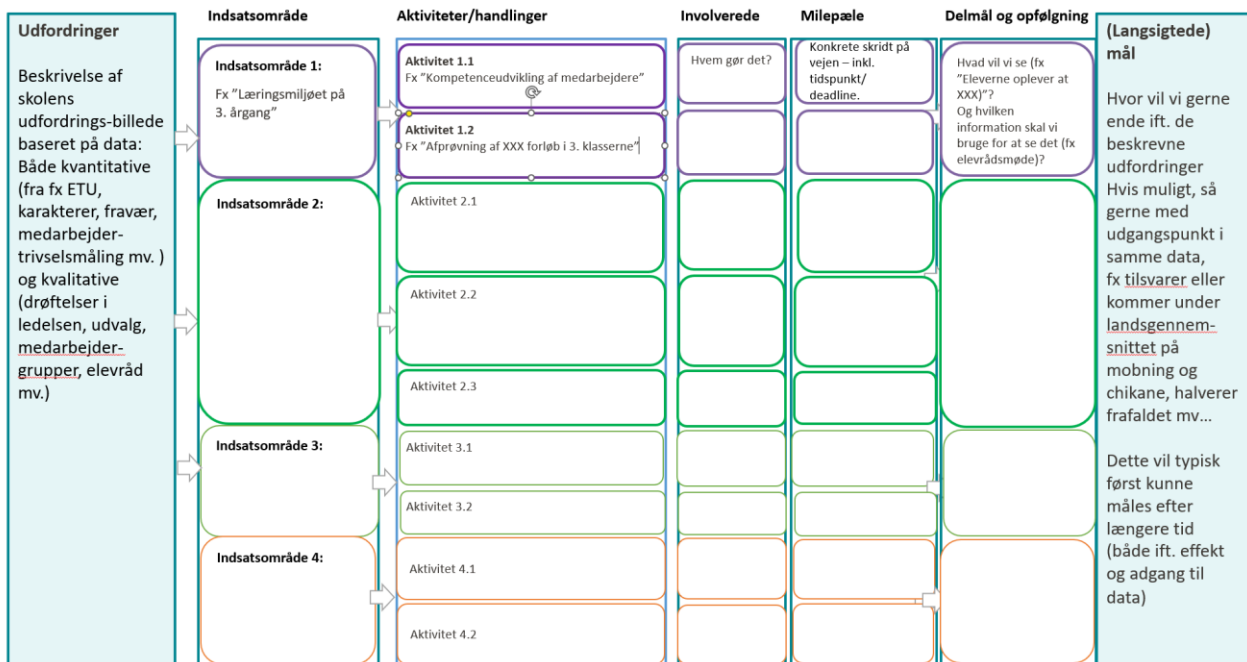 Indsatsområde
Aktiviteter/handlinger
Involverede
Milepæle
Delmål og opfølgning
Udfordringer
Beskrivelse af
skolens
udfordrings-billede
baseret på data:
Både kvantitative
(fra fx ETU,
karakterer, fravær,
medarbejder-
trivselsmåling mv. )
og kvalitative
(drøftelser i
ledelsen, udvalg,
medarbejder-
grupper, elevråd
mv.)
Indsatsområde 1:
Fx ”Læringsmiljøet på
3. årgang”
Aktivitet 1.1
Fx ”Kompetenceudvikling af medarbejdere”
Aktivitet 1.2
Fx ”Afprøvning af XXX forløb i 3. klasserne”
Hvem gør det?
Konkrete skridt på
vejen – inkl.
tidspunkt/
deadline.
Hvad vil vi se (fx
”Eleverne oplever at
XXX)”?
Og hvilken
information skal vi
bruge for at se det (fx
elevrådsmøde)?
Indsatsområde 2:
Aktivitet 2.1
Aktivitet 2.2
Aktivitet 2.3
Indsatsområde 3:
Aktivitet 3.1
Aktivitet 3.2
Indsatsområde 4:
Aktivitet 4.1
Aktivitet 4.2
(Langsigtede)
mål
Hvor vil vi gerne
ende ift. de
beskrevne
udfordringer
Hvis muligt, så
gerne med
udgangspunkt i
samme data,
fx tilsvarer eller
kommer under
landsgennem-
snittet på
mobning og
chikane, halverer
frafaldet mv...
Dette vil typisk
først kunne
måles efter
længere tid
(både ift. effekt
og adgang til
data)